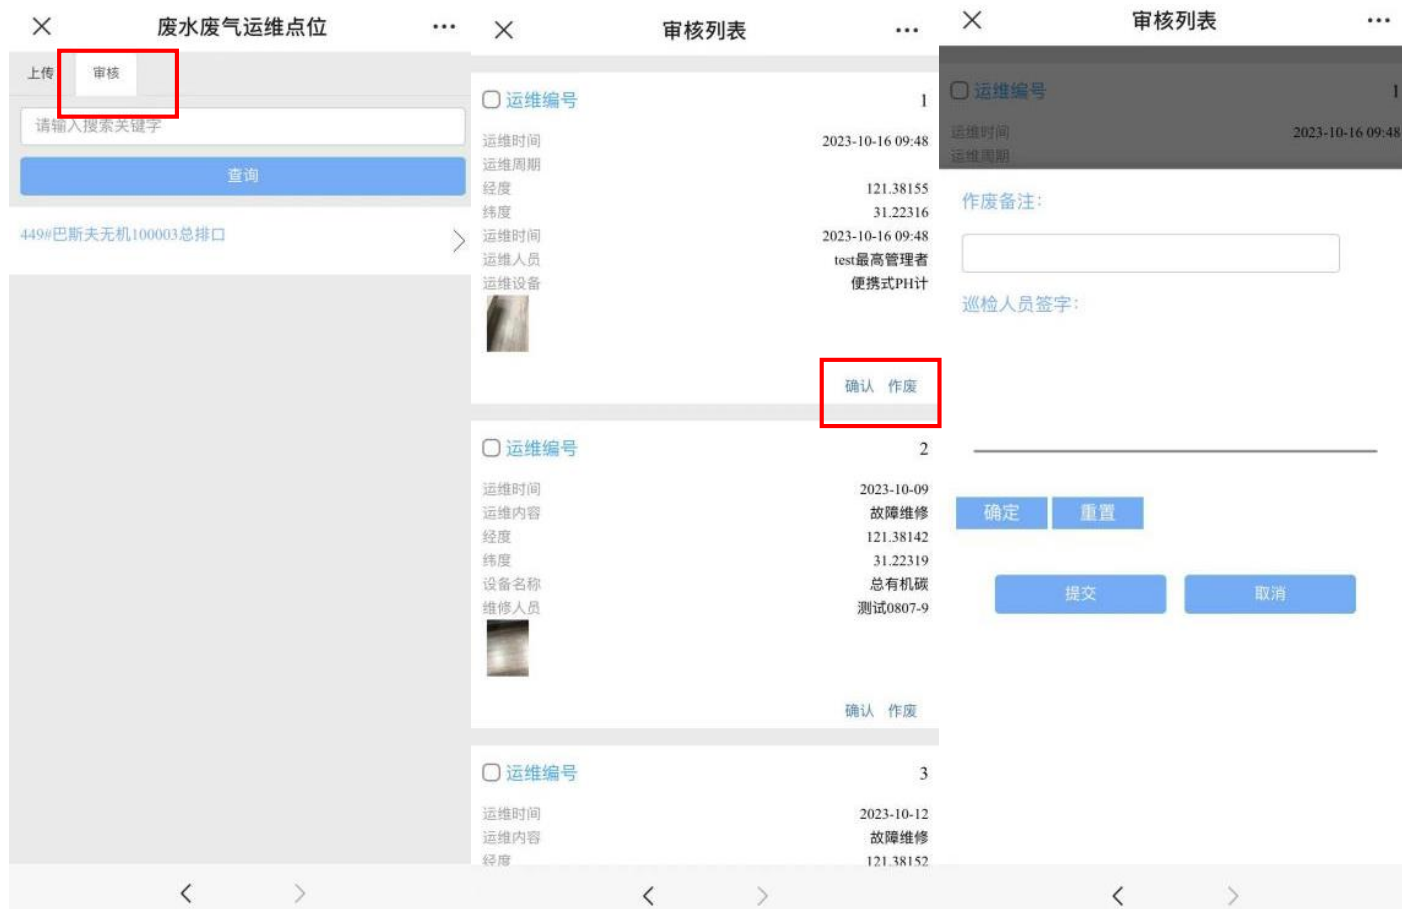 废水废气运维点位
上传 审核
请输入搜索关键字
查询
449#巴斯夫无机100003总排口
审核列表
运维编号 1
运维时间 2023-10-16 09:48
运维周期
经度 121.38155
纬度 31.22316
运维时间 2023-10-16 09:48
运维人员 test最高管理者
运维设备 便携式PH计
确认 作废
运维编号 2
运维时间 2023-10-09
运维内容 故障维修
经度 121.38142
纬度 31.22319
设备名称 总有机碳
维修人员 测试0807-9
确认 作废
运维编号 3
运维时间 2023-10-12
运维内容 故障维修
经度 121.38152
审核列表
运维编号 1
运维时间 2023-10-16 09:48
运维周期
作废备注:
巡检人员签字:
确定 重置
提交 取消